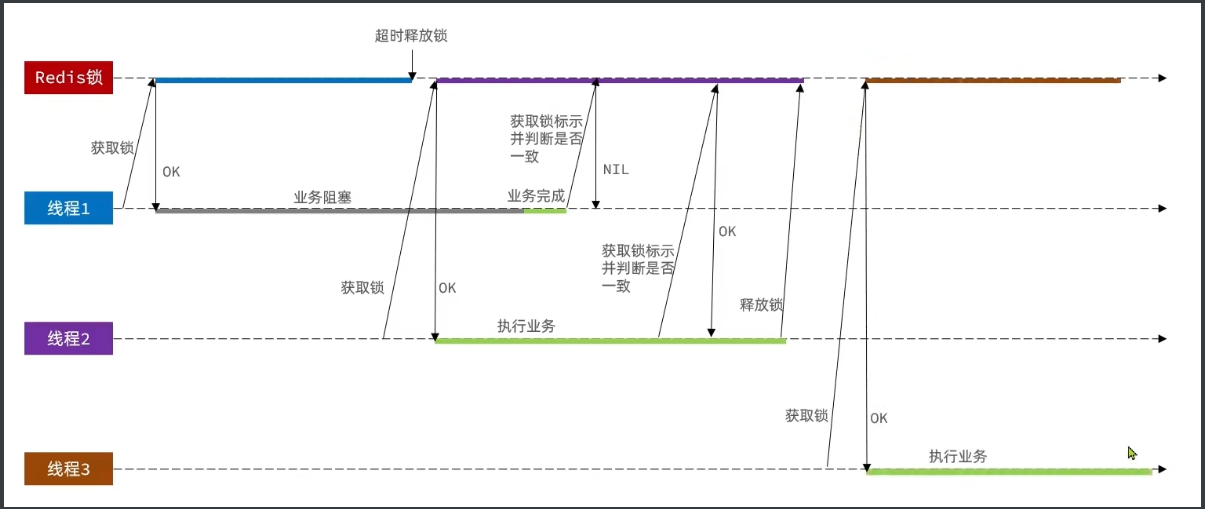 超时释放锁
Redis锁
获取锁
OK
获取锁标示
并判断是否
一致
NIL
线程1
业务阻塞
业务完成
获取锁
OK
获取锁标示
并判断是否
一致
OK
释放锁
线程2
执行业务
获取锁
OK
线程3
执行业务